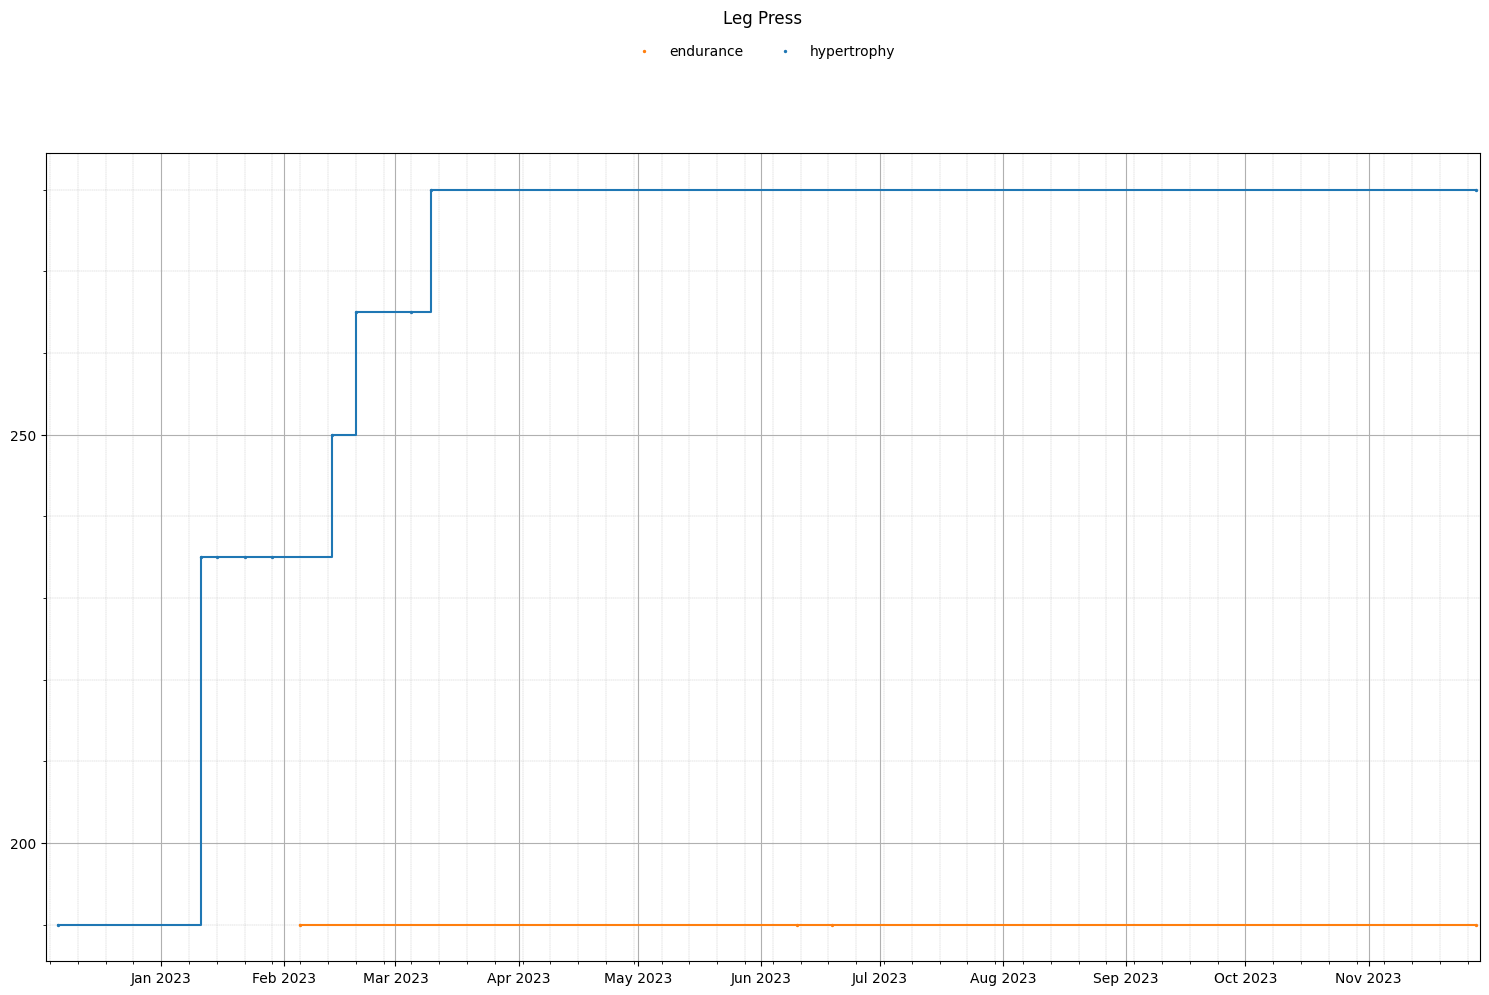 Leg Press
endurance hypertrophy
250
200
Jan 2023 Feb 2023 Mar 2023 Apr 2023 May 2023 Jun 2023 Jul 2023 Aug 2023 Sep 2023 Oct 2023 Nov 2023